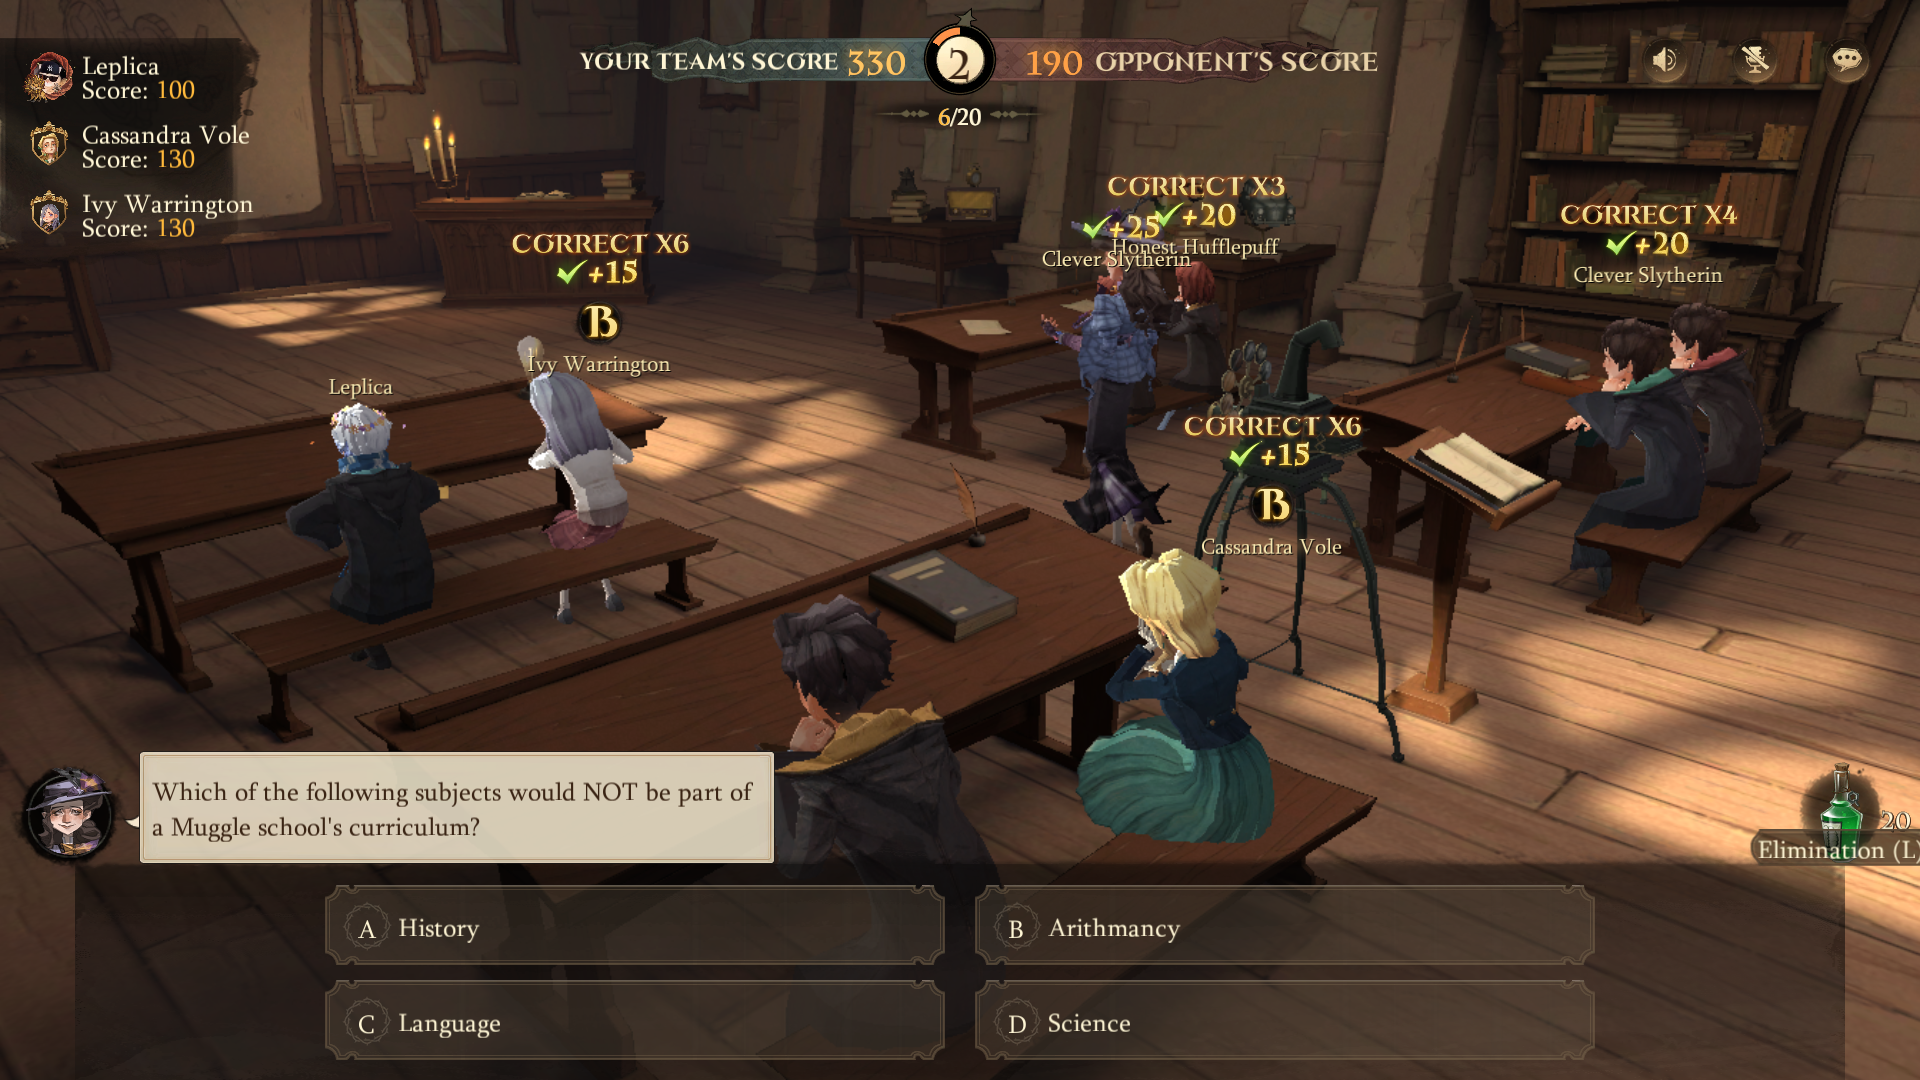 YOUR TEAM'S SCORE 330
2
190 OPPONENT'S SCORE
6/20
Leplica
Score: 100
Cassandra Vole
Score: 130
Ivy Warrington
Score: 130
CORRECT X6
+15
B
Ivy Warrington
Leplica
CORRECT X3
+25
+20
Honest Hufflepuff
Clever Slytherin
CORRECT X4
+20
Clever Slytherin
CORRECT X6
+15
B
Cassandra Vole
Which of the following subjects would NOT be part of
a Muggle school's curriculum?
20
Elimination (L)
A History
B Arithmancy
C Language
D Science